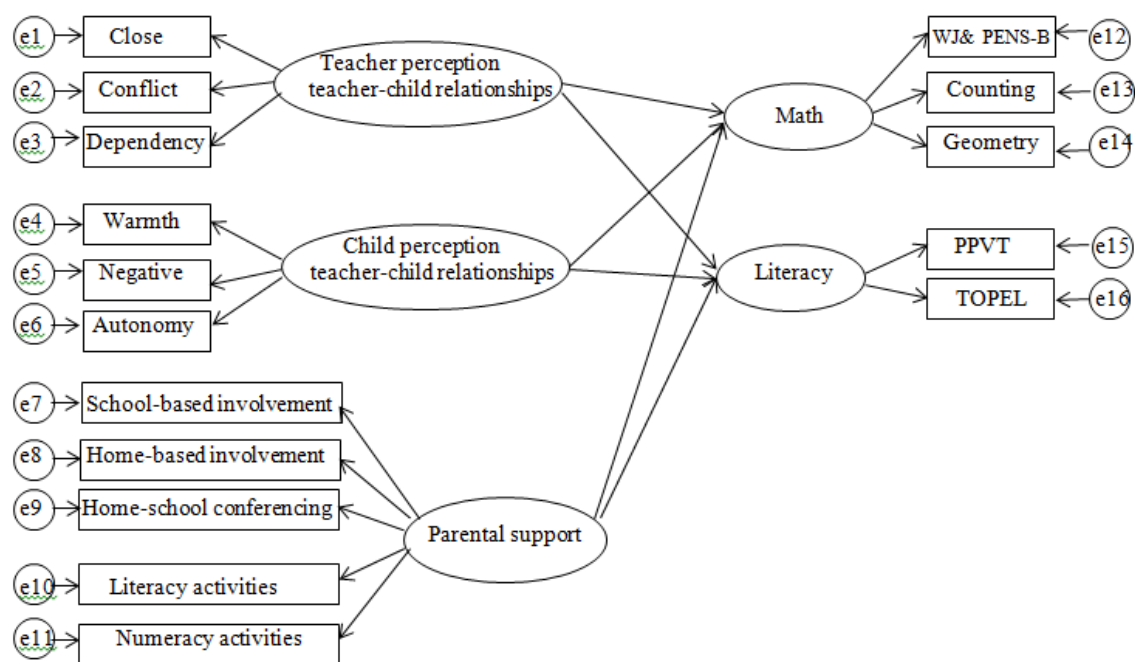 e1
Close
e2
Conflict
e3
Dependency
Teacher perception
teacher-child relationships
e4
Warmth
e5
Negative
e6
Autonomy
Child perception
teacher-child relationships
e7
School-based involvement
e8
Home-based involvement
e9
Home-school conferencing
e10
Literacy activities
e11
Numeracy activities
Parental support
Math
WJ& PENS-B
e12
Counting
e13
Geometry
e14
Literacy
PPVT
e15
TOPEL
e16